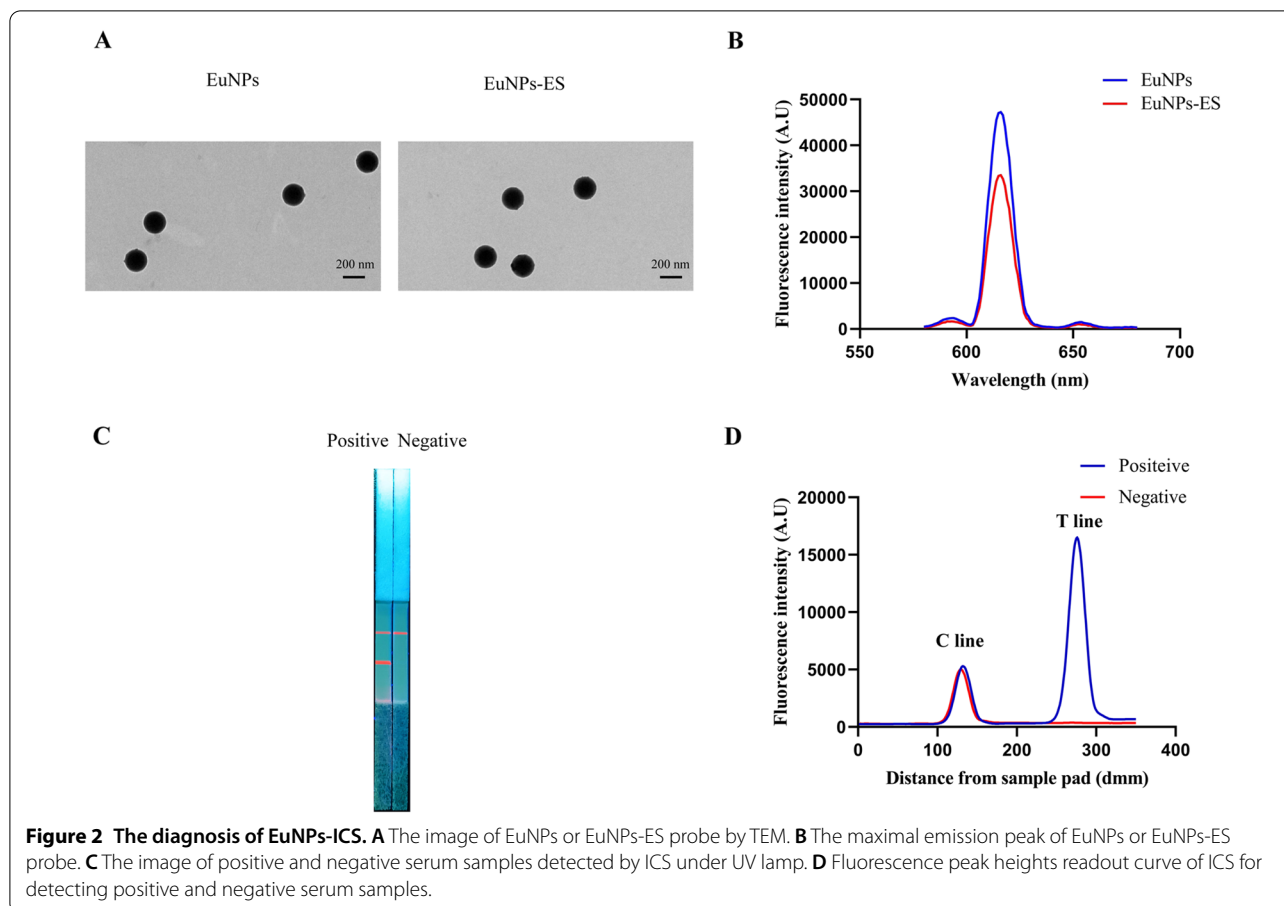 A
EuNPs
EuNPs-ES
200 nm
200 nm
B
EuNPs
EuNPs-ES
Fluorescence intensity (A.U)
50000
40000
30000
20000
10000
0
550
600
650
700
Wavelength (nm)
C
Positive Negative
D
Positeive
Negative
Fluorescence intensity (A.U)
20000
15000
10000
5000
0
T line
C line
0
100
200
300
400
Distance from sample pad (dmm)
Figure 2 The diagnosis of EuNPs-ICS. A The image of EuNPs or EuNPs-ES probe by TEM. B The maximal emission peak of EuNPs or EuNPs-ES
probe. C The image of positive and negative serum samples detected by ICS under UV lamp. D Fluorescence peak heights readout curve of ICS for
detecting positive and negative serum samples.